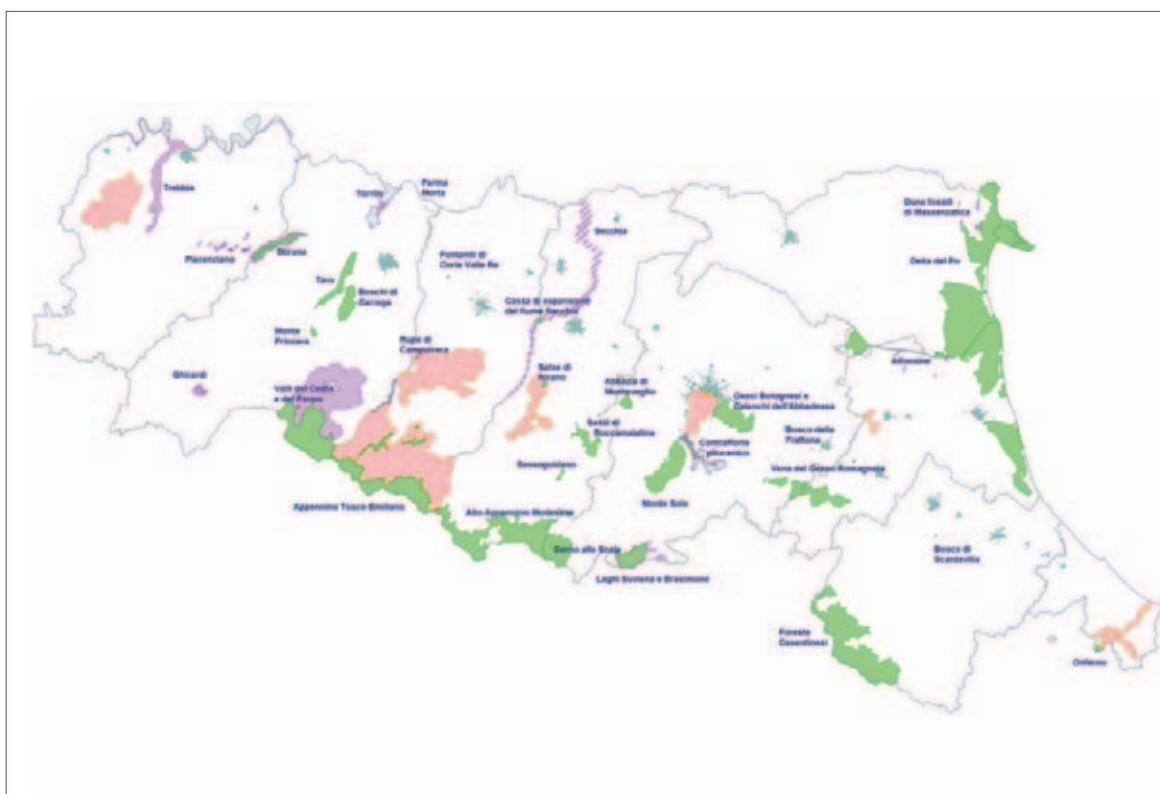 Trebbia
Parma
Morta
Torrile
Piacenziano
Stirone
Taro
Boschi di
Carrega
Monte
Prinzera
Ghirardi
Valli del Cedra
e del Parma
Fontanili di
Corte Valle Re
Rupe di
Campotrera
Secchia
Cassa di espansione
del fiume Secchia
Salse di
Nirano
Abbazia di
Monteveglio
Sassi di
Roccamalatina
Sassoguidano
Gessi Bolognesi e
Calanchi dell'Abbadessa
Contrafforte
pliocenico
Monte Sole
Bosco della
Frattona
Vena del Gesso Romagnola
Dune fossili
di Massenzatica
Delta del Po
Alfonsine
Appennino Tosco-Emiliano
Alto Appennino Modenese
Corno alle Scale
Laghi Suviana e Brasimone
Foreste
Casentinesi
Bosco di
Scardavilla
Onferno